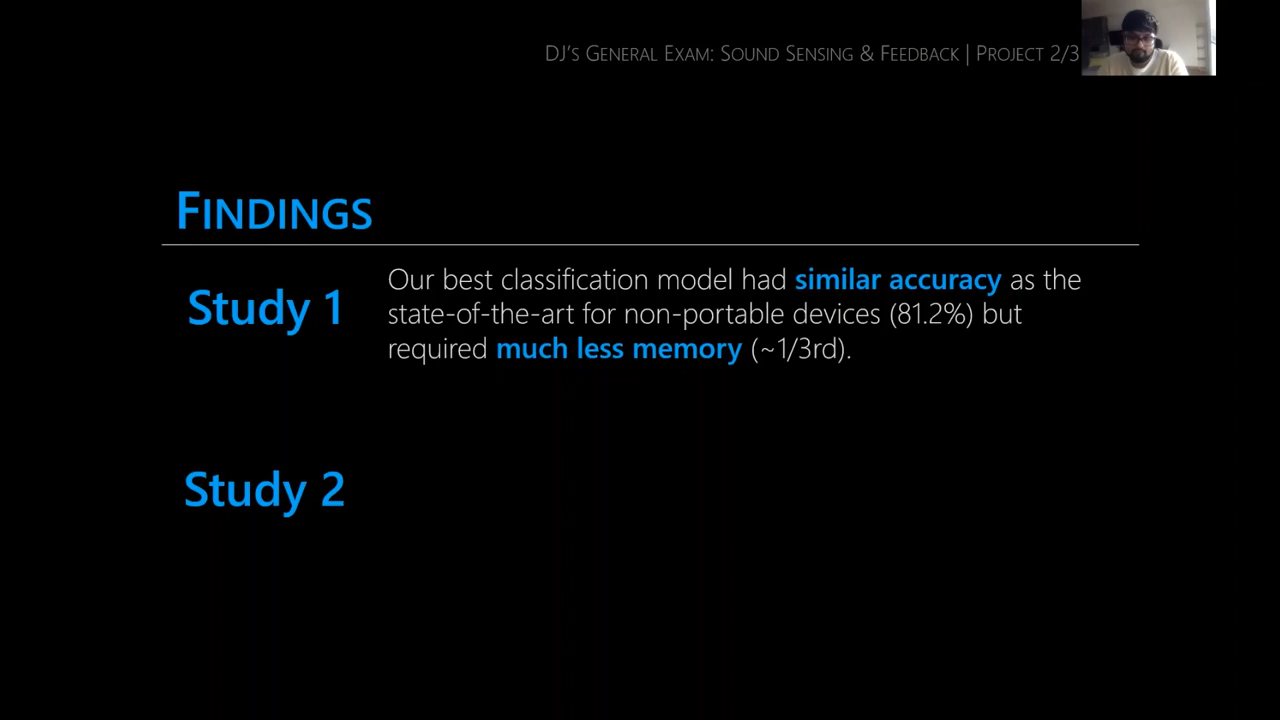 DJ's General Exam: Sound Sensing & Feedback | Project 2/3
Findings
Study 1
Our best classification model had similar accuracy as the
state-of-the-art for non-portable devices (81.2%) but
required much less memory (~1/3rd).
Study 2